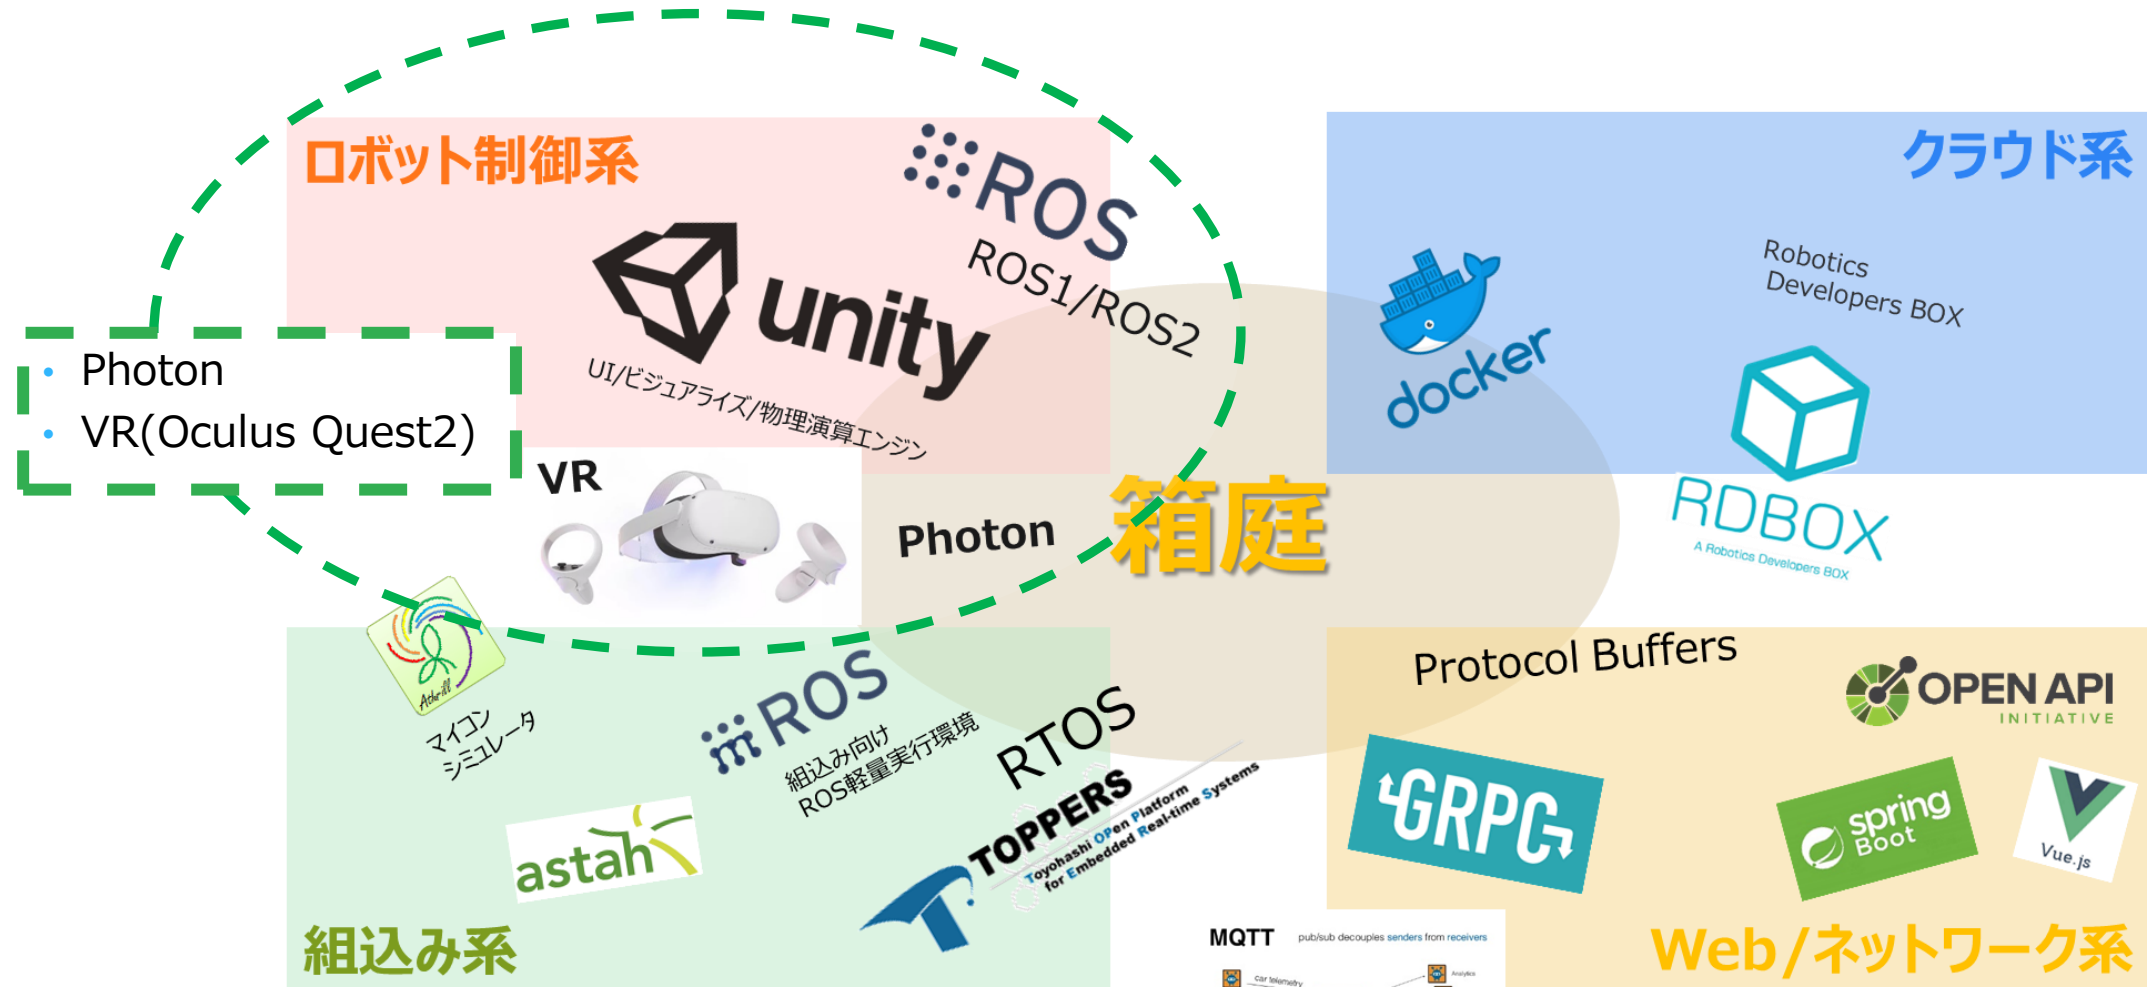 ロボット制御系
ROS
ROS1/ROS2
unity
UI/ビジュアライズ/物理演算エンジン
・ Photon
・ VR(Oculus Quest2)
VR
Photon
箱庭
クラウド系
docker
Robotics
Developers BOX
RDBOX
A Robotics Developers BOX
Athrill
マイコン
シミュレータ
mROS
組込み向け
ROS軽量実行環境
RTOS
TOPPERS
Toyohashi OPen Platform
for Embedded Real-time Systems
astah
組込み系
Protocol Buffers
OPEN API
INITIATIVE
GRPC
spring
Boot
Vue.js
MQTT
pub/sub decouples senders from receivers
car telemetry
Analytics
Web/ネットワーク系